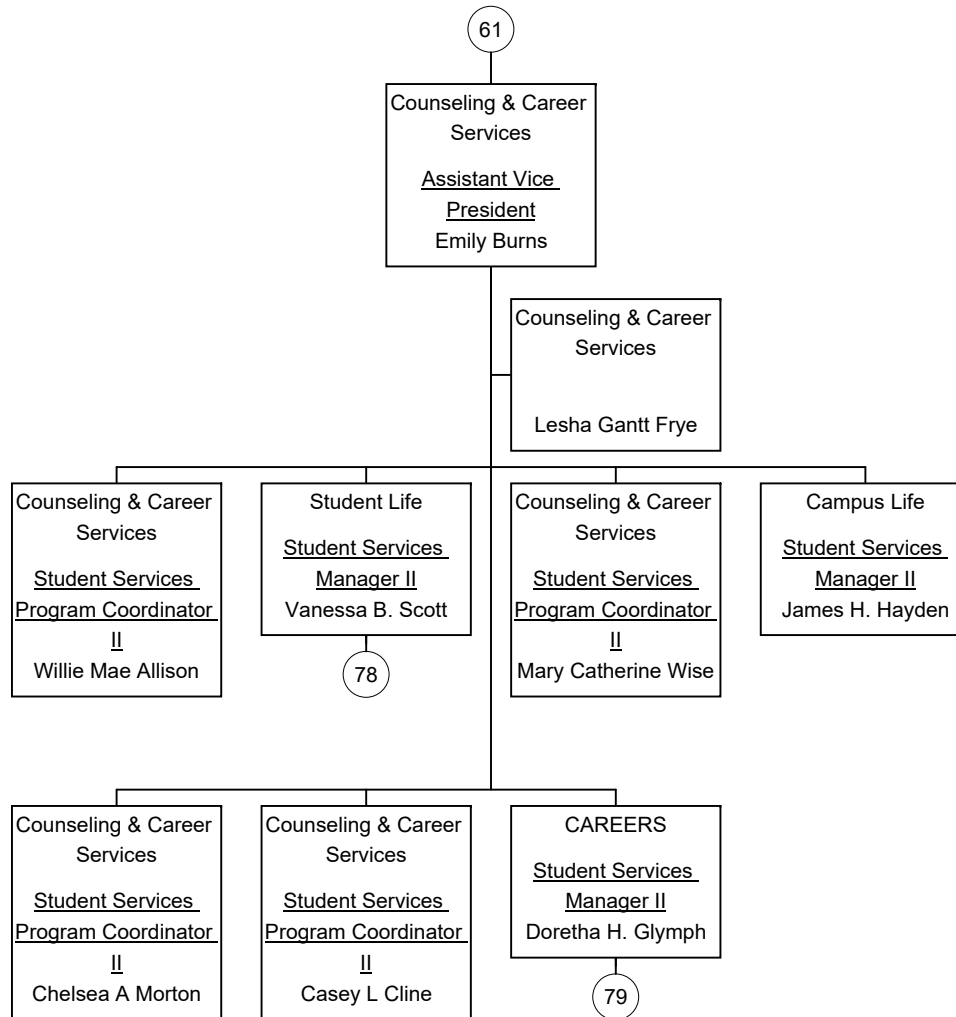 61
Counseling & Career
Services
Assistant Vice
President
Emily Burns
Counseling & Career
Services
Lesha Gantt Frye
Counseling & Career
Services
Student Services
Program Coordinator
II
Willie Mae Allison
Student Life
Student Services
Manager II
Vanessa B. Scott
78
Counseling & Career
Services
Student Services
Program Coordinator
II
Mary Catherine Wise
Campus Life
Student Services
Manager II
James H. Hayden
Counseling & Career
Services
Student Services
Program Coordinator
II
Chelsea A Morton
Counseling & Career
Services
Student Services
Program Coordinator
II
Casey L Cline
CAREERS
Student Services
Manager II
Doretha H. Glymph
79